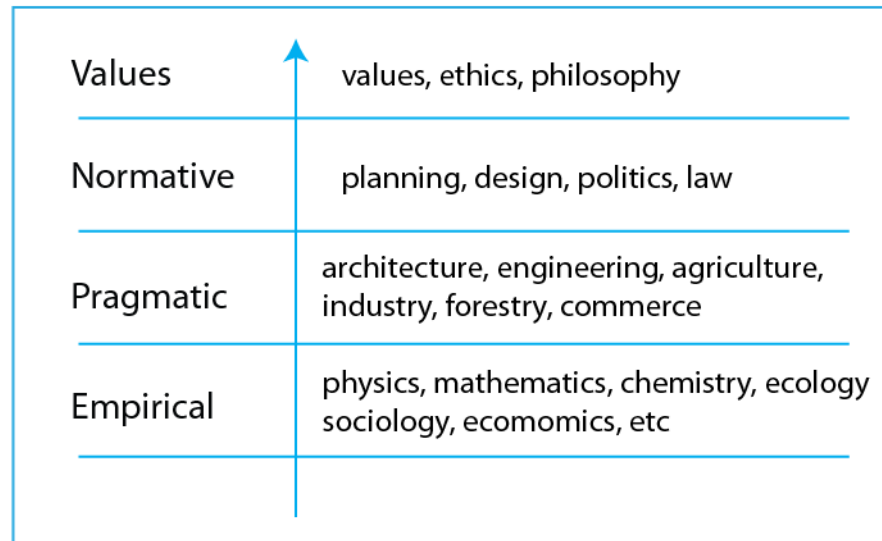 Values
values, ethics, philosophy
Normative
planning, design, politics, law
Pragmatic
architecture, engineering, agriculture,
industry, forestry, commerce
Empirical
physics, mathematics, chemistry, ecology
sociology, ecomomics, etc